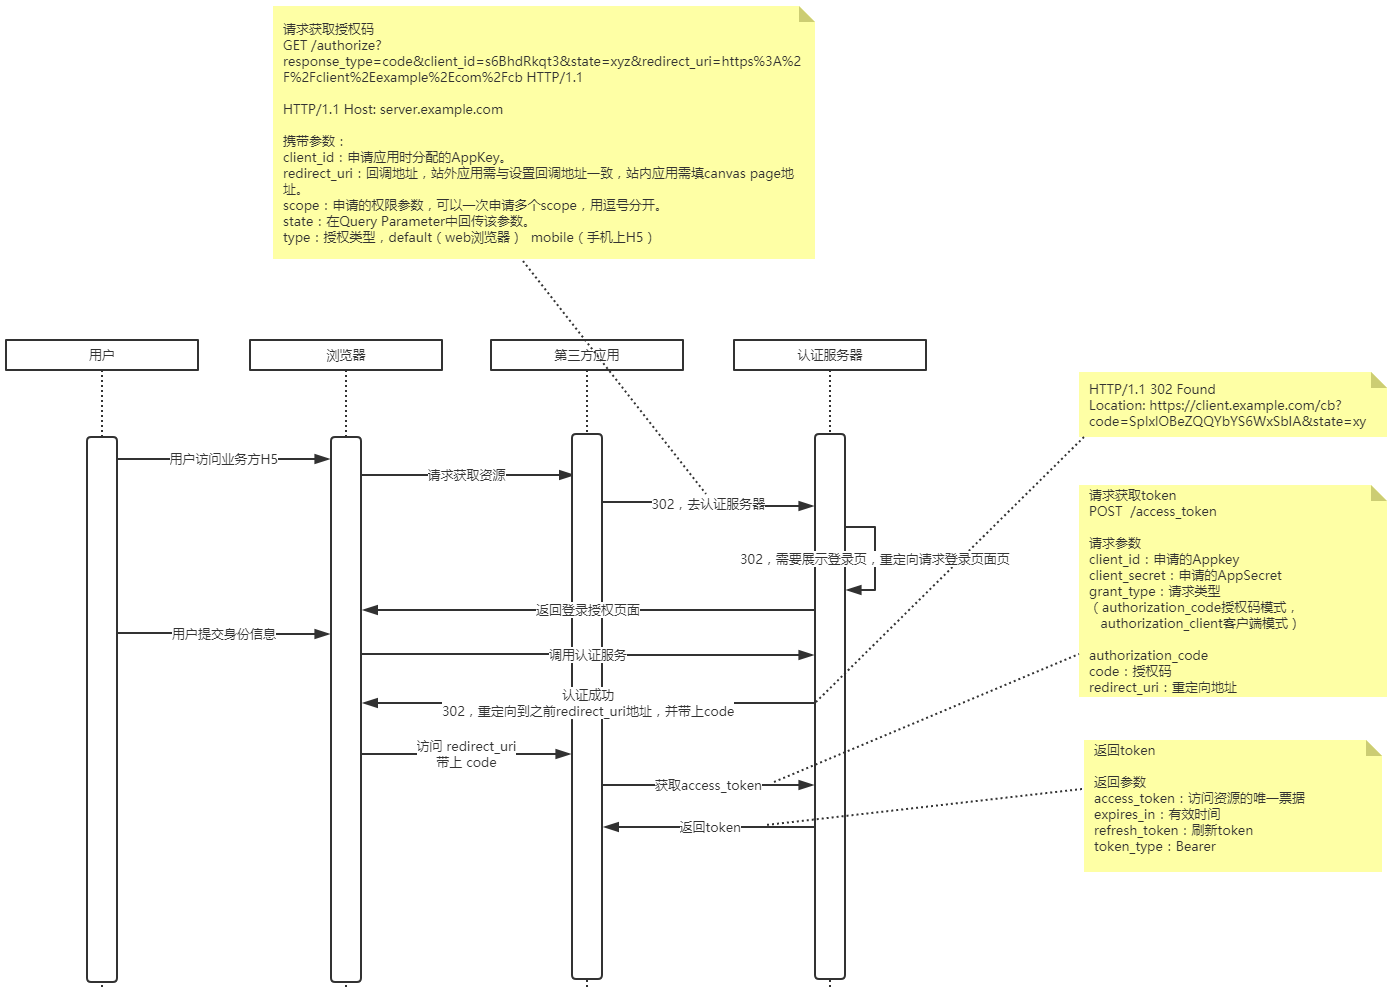 请求获取授权码
GET /authorize?
response_type=code&client_id=s6BhdRkqt3&state=xyz&redirect_uri=https%3A%2
F%2Fclient%2Eexample%2Ecom%2Fcb HTTP/1.1
HTTP/1.1 Host: server.example.com
携带参数：
client_id：申请应用时分配的AppKey。
redirect_uri：回调地址，站外应用需与设置回调地址一致，站内应用需填canvas page地
址。
scope：申请的权限参数，可以一次申请多个scope，用逗号分开。
state：在Query Parameter中回传该参数。
type：授权类型，default（web浏览器） mobile（手机上H5）
用户
浏览器
第三方应用
认证服务器
HTTP/1.1 302 Found
Location: https://client.example.com/cb?
code=SplxlOBeZQQYbYS6WxSbIA&state=xy
用户访问业务方H5
请求获取资源
302，去认证服务器
请求获取token
POST  /access_token
请求参数
client_id：申请的Appkey
client_secret：申请的AppSecret
grant_type：请求类型
（authorization_code授权码模式，
authorization_client客户端模式）
authorization_code
code：授权码
redirect_uri：重定向地址
302，需要展示登录页，重定向请求登录页面页
返回登录授权页面
用户提交身份信息
调用认证服务
认证成功
302，重定向到之前redirect_uri地址，并带上code
访问 redirect_uri
带上 code
获取access_token
返回token
返回token
返回参数
access_token：访问资源的唯一票据
expires_in：有效时间
refresh_token：刷新token
token_type：Bearer